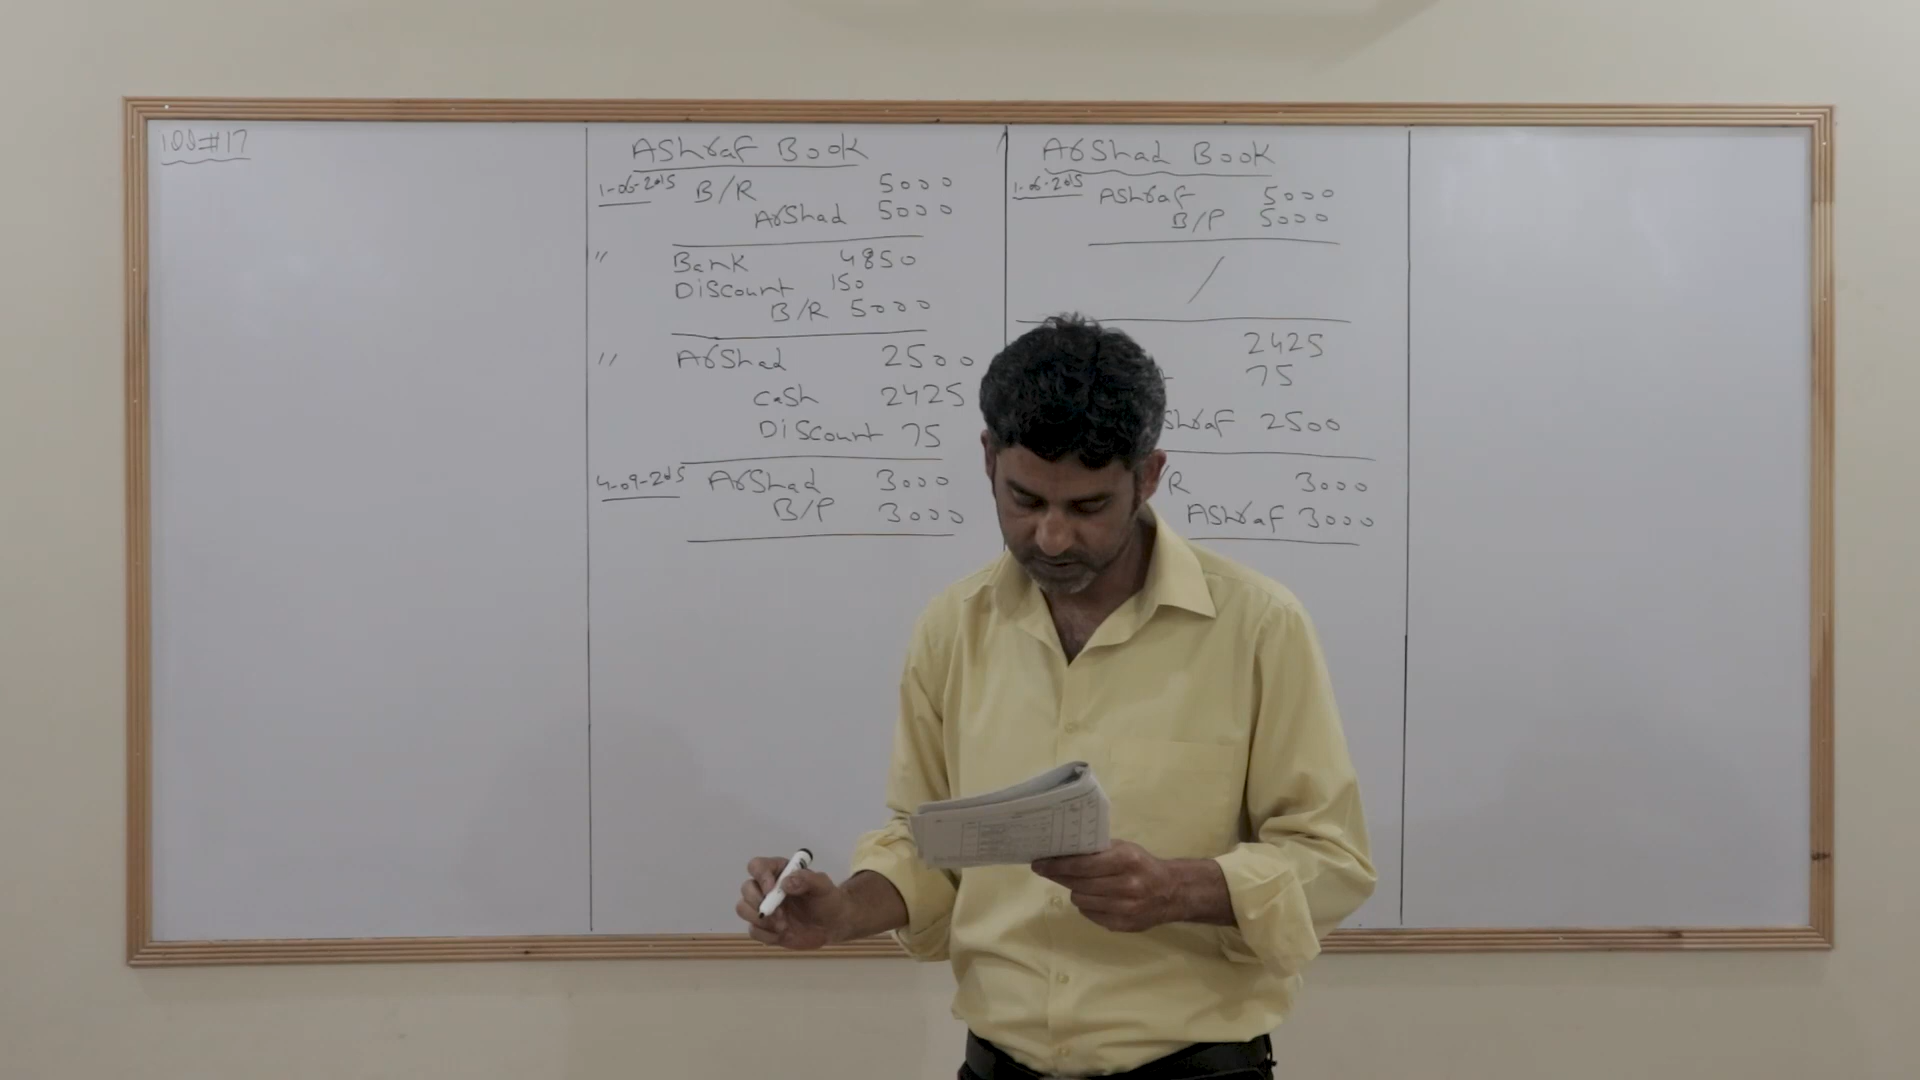 Ashraf Book
1-06-2015 B/R 5000
Arshad 5000
" Bank 4850
Discount 150
B/R 5000
" Arshad 2500
Cash 2425
Discount 75
4-09-2015 Arshad 3000
B/P 3000
Arshad Book
1-06-2015 Ashraf 5000
B/P 5000
/
2425
75
shraf 2500
/R 3000
Ashraf 3000